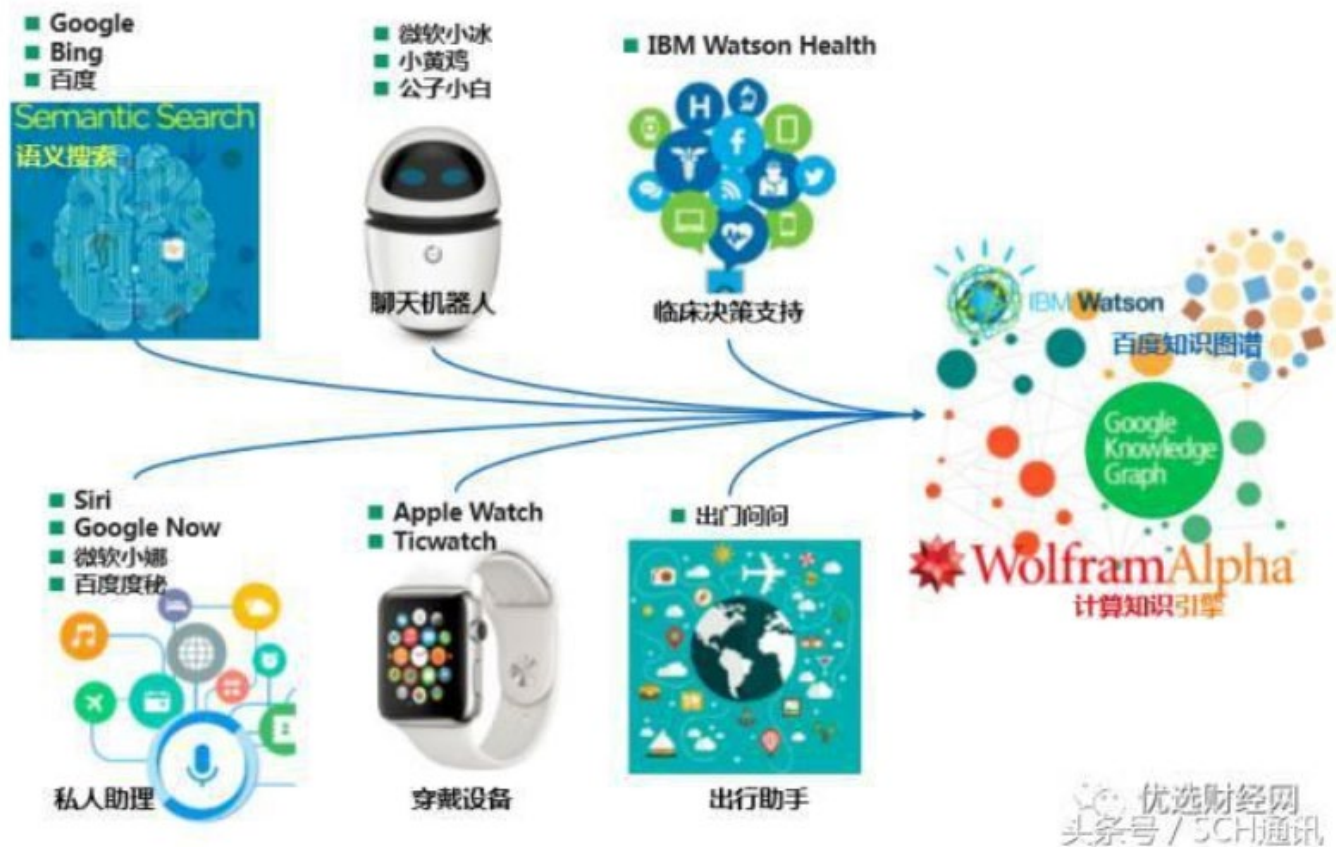 Google
Bing
百度
Semantic Search
语义搜索
微软小冰
小黄鸡
公子小白
聊天机器人
IBM Watson Health
临床决策支持
Siri
Google Now
微软小娜
百度度秘
私人助理
Apple Watch
Ticwatch
穿戴设备
出门问问
出行助手
IBM Watson
百度知识图谱
Google
Knowledge
Graph
WolframAlpha
计算知识引擎
优选财经网
头条号 / SCH通讯